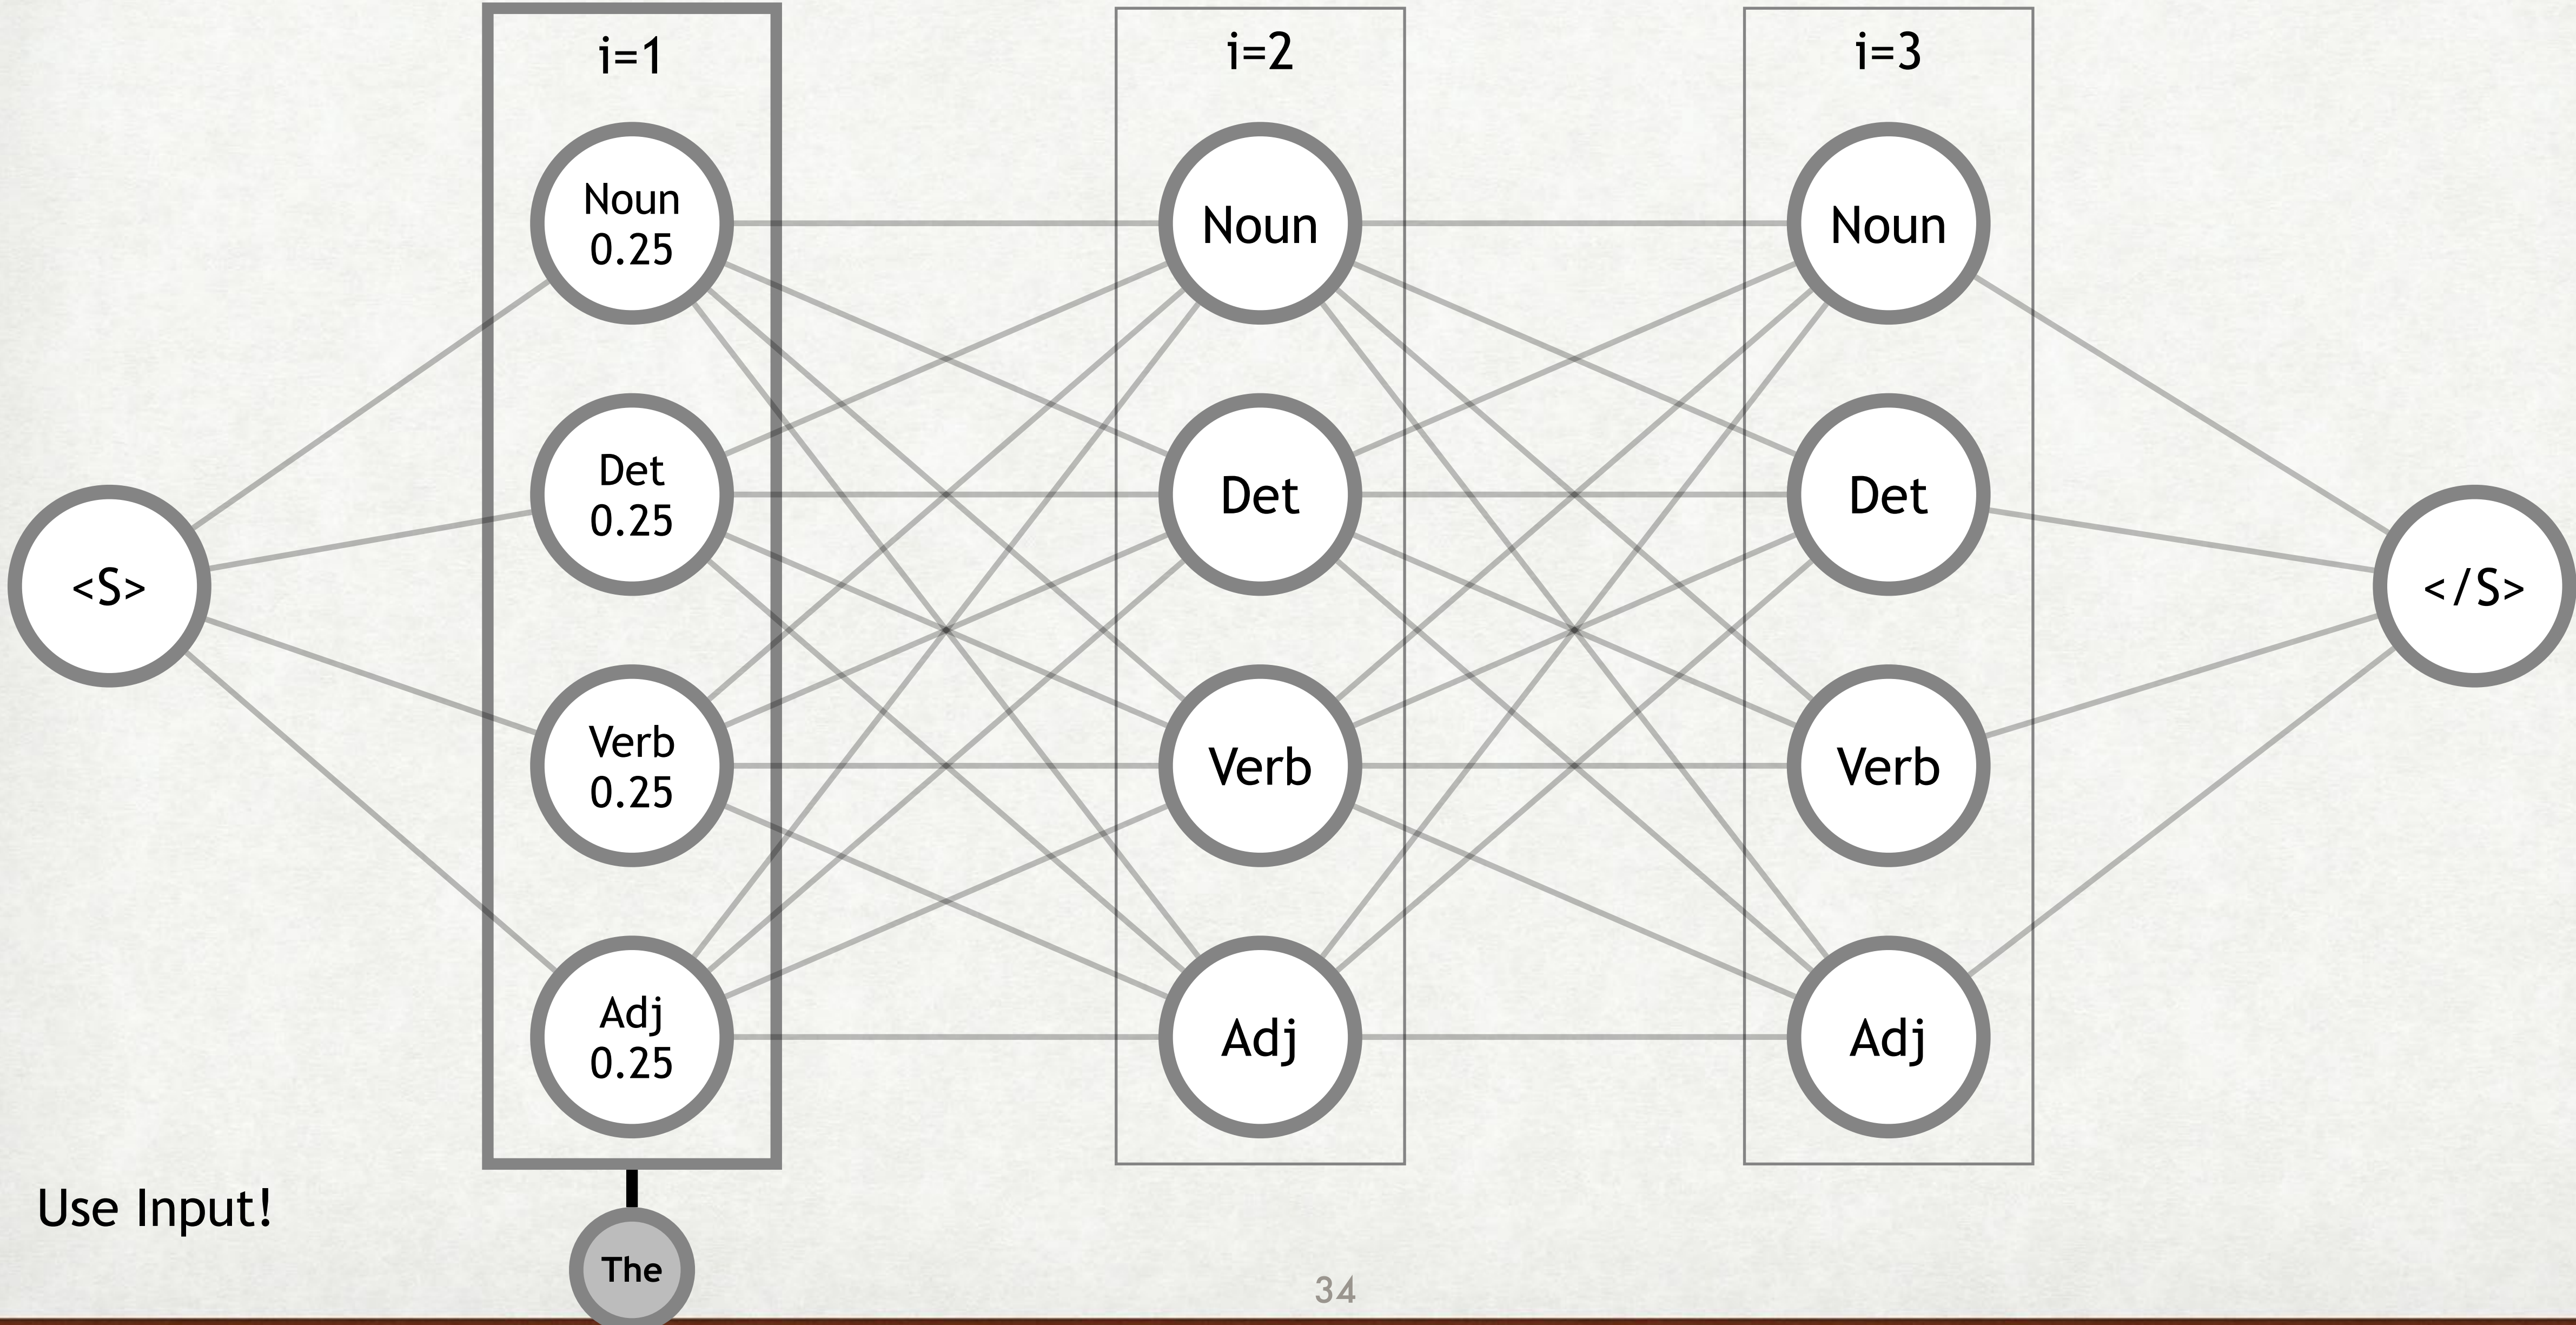 i=1
i=2
i=3
Noun
0.25
Noun
Noun
Det
0.25
Det
Det
<S>
</S>
Verb
0.25
Verb
Verb
Adj
0.25
Adj
Adj
Use Input!
The
34